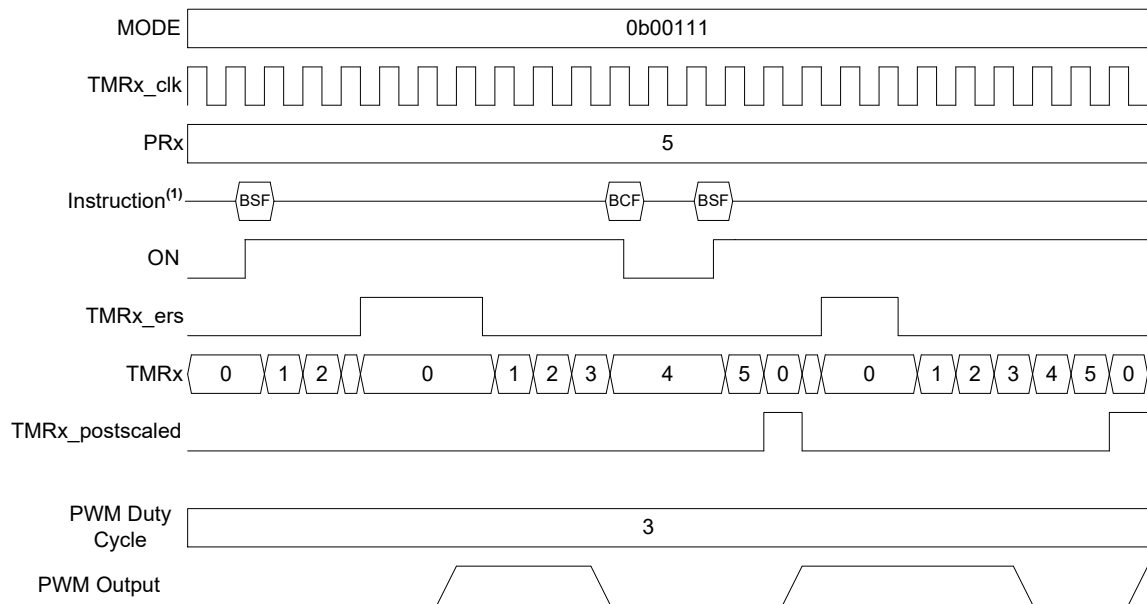 MODE 0b00111
TMRx_clk
PRx 5
Instruction(1) BSF BCF BSF
ON
TMRx_ers
TMRx 0 1 2 0 1 2 3 4 5 0 0 1 2 3 4 5 0
TMRx_postscaled
PWM Duty
Cycle 3
PWM Output